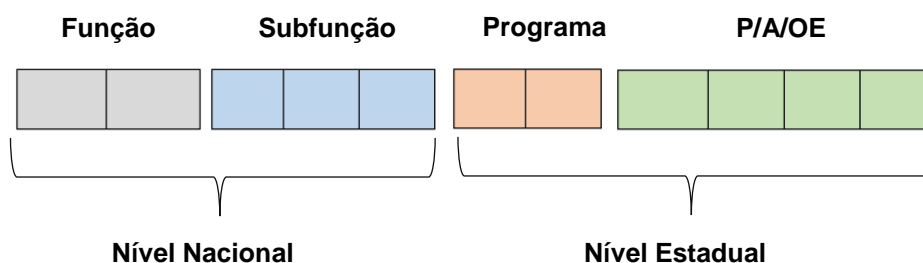 Função Subfunção Programa P/A/OE
Nível Nacional Nível Estadual